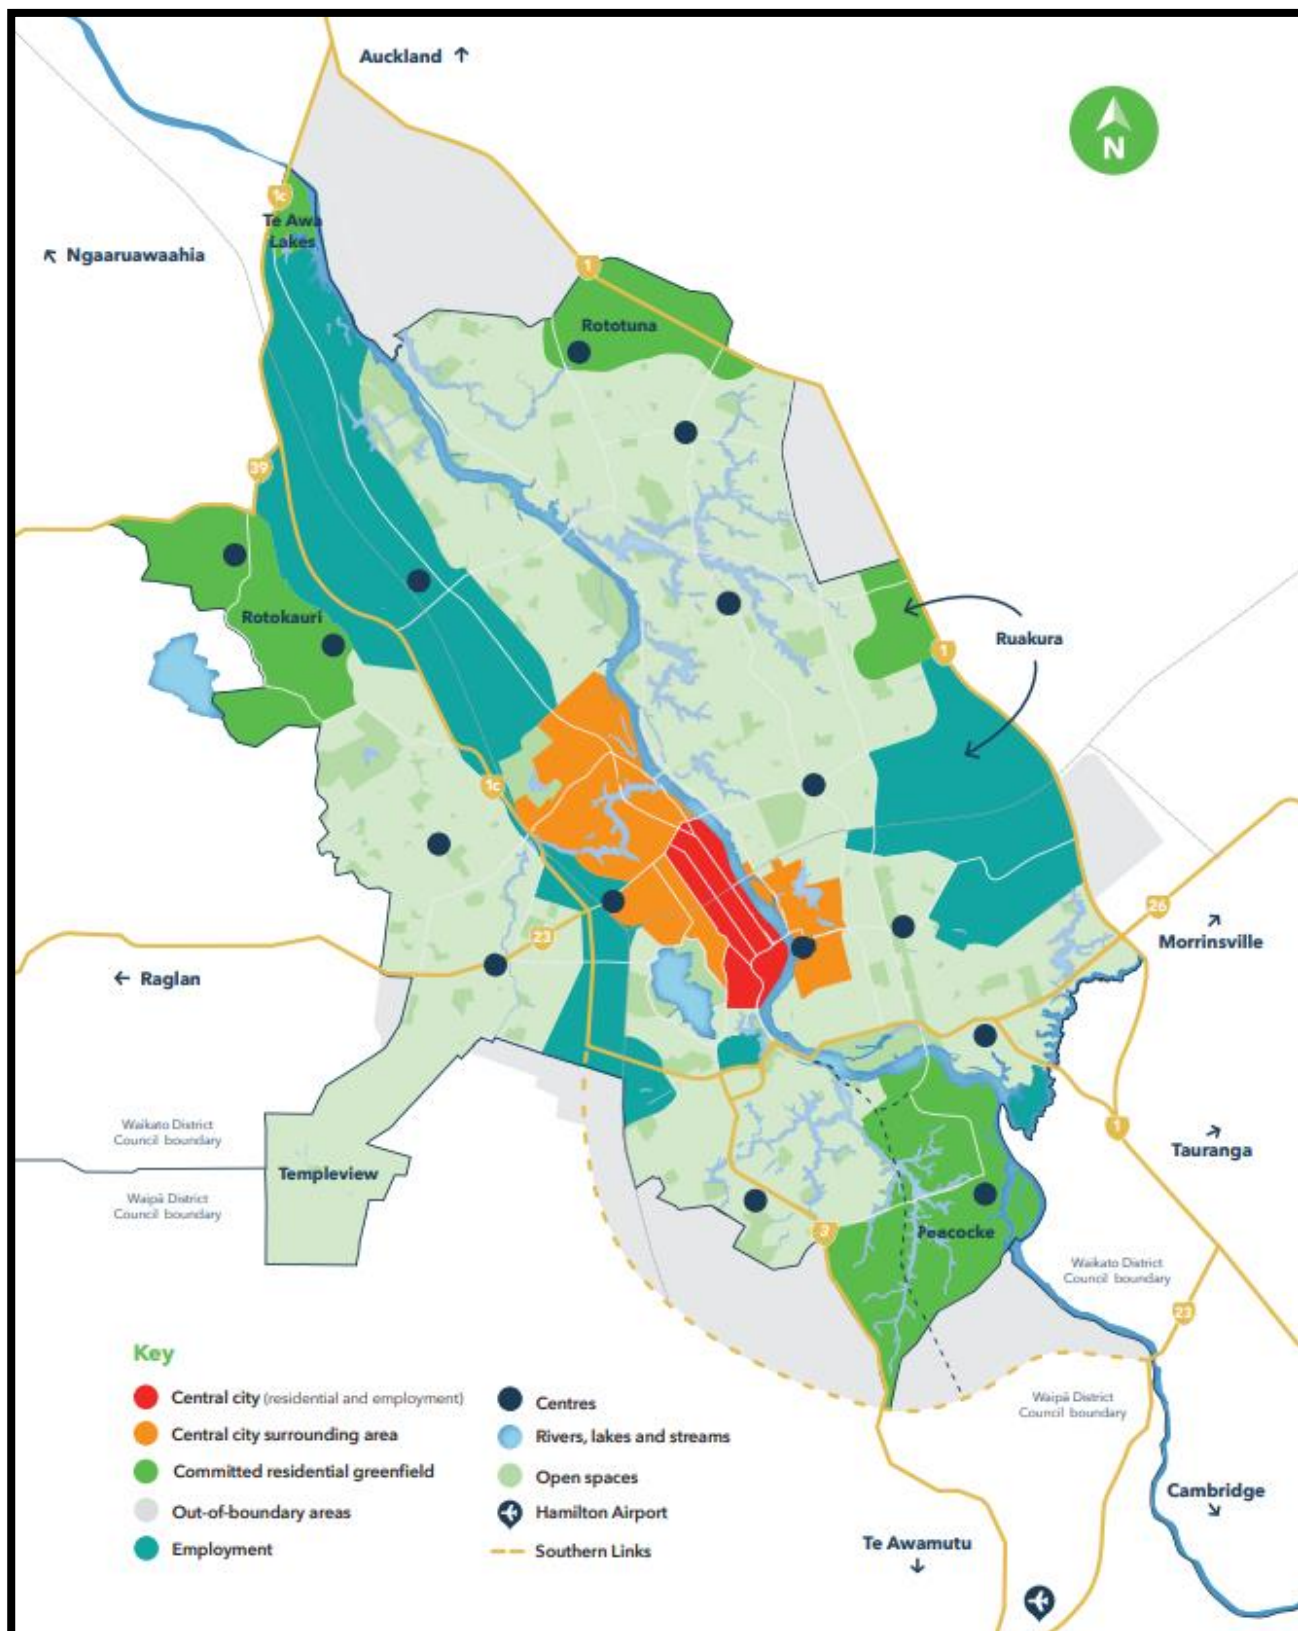 Auckland ↑
N
1c
Te Awa
Lakes
↖ Ngaaruawaahia
1
Rototuna
39
Rotokauri
Ruakura
1
1c
26
Morrinsville
23
← Raglan
Waikato District
Council boundary
Waipā District
Council boundary
Templeview
1
Tauranga
3
Peacocke
Waikato District
Council boundary
23
Waipā District
Council boundary
Cambridge
Te Awamutu
Key
Central city (residential and employment)
Central city surrounding area
Committed residential greenfield
Out-of-boundary areas
Employment
Centres
Rivers, lakes and streams
Open spaces
Hamilton Airport
Southern Links